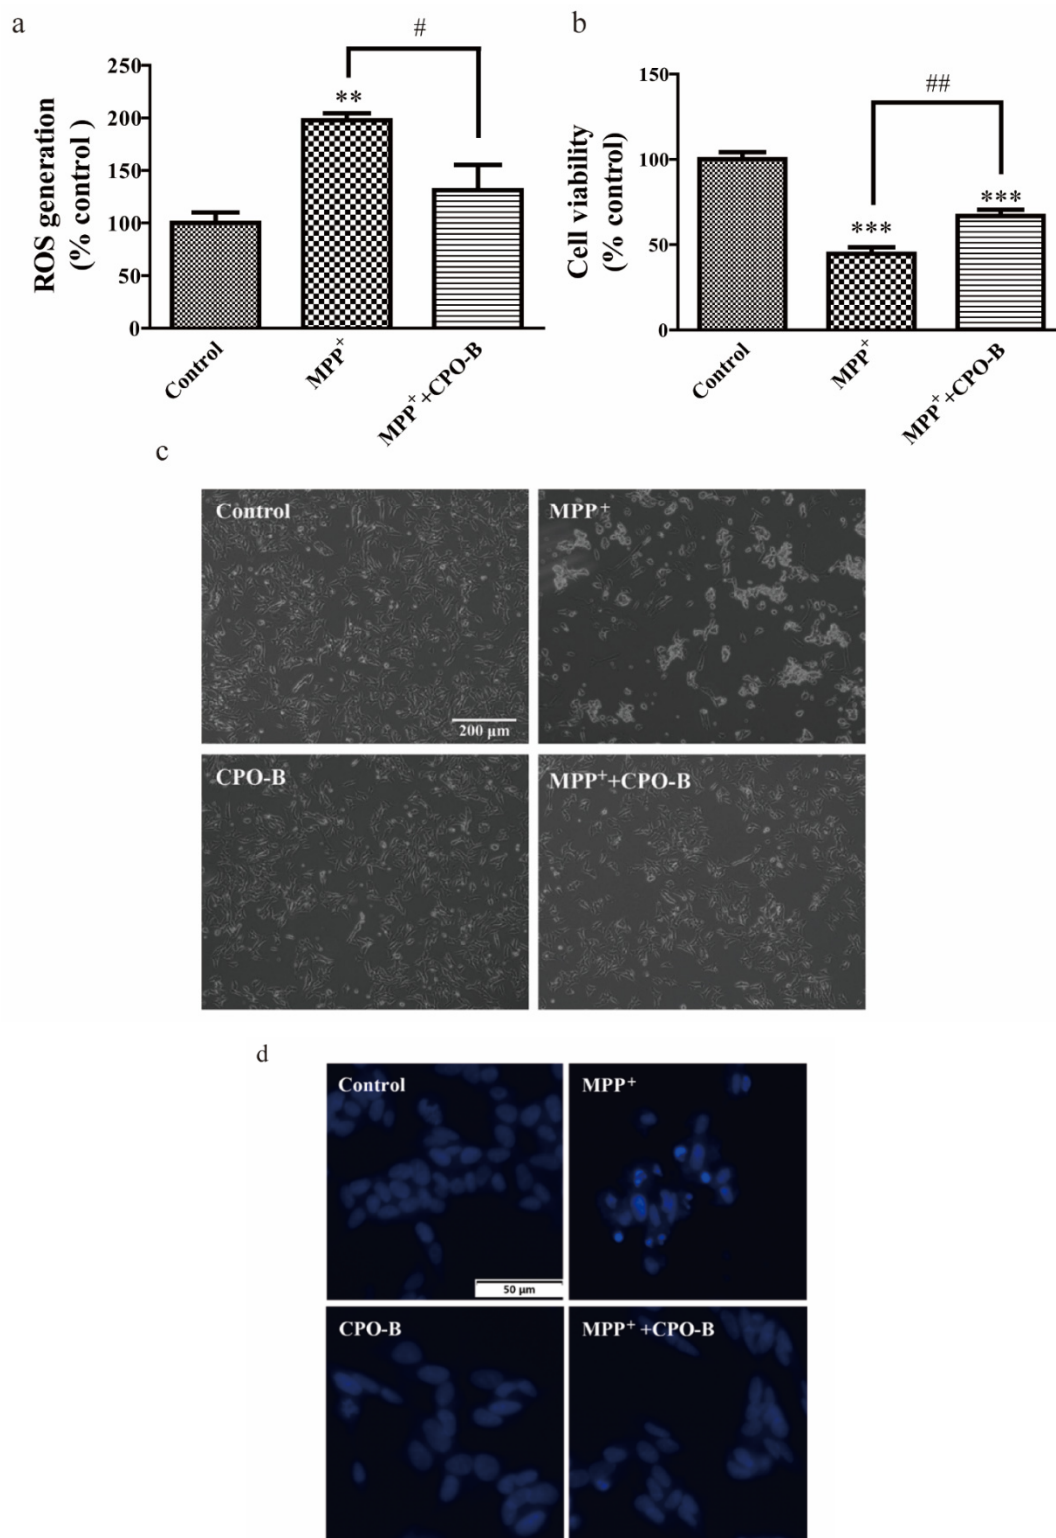 a
#
250
200
150
100
50
0
**
ROS generation
(% control )
Control
MPP⁺
MPP⁺+CPO-B
b
##
150
100
50
0
***
***
Cell viability
(% control)
Control
MPP⁺
MPP⁺+CPO-B
c
Control
MPP⁺
200 μm
CPO-B
MPP⁺+CPO-B
d
Control
MPP⁺
50 μm
CPO-B
MPP⁺ +CPO-B